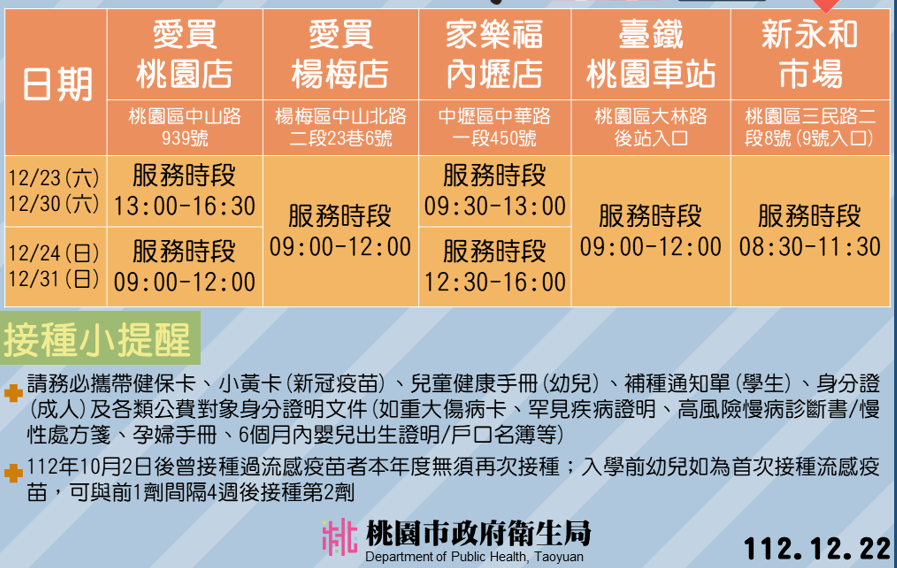 日期
愛買
桃園店
愛買
楊梅店
家樂福
內壢店
臺鐵
桃園車站
新永和
市場
桃園區中山路
939號
楊梅區中山北路
二段23巷6號
中壢區中華路
一段450號
桃園區大林路
後站入口
桃園區三民路二
段8號(9號入口)
12/23(六)
12/30(六)
服務時段
13:00-16:30
服務時段
09:00-12:00
服務時段
09:30-13:00
服務時段
09:00-12:00
服務時段
08:30-11:30
12/24(日)
12/31(日)
服務時段
09:00-12:00
服務時段
12:30-16:00
接種小提醒
請務必攜帶健保卡、小黃卡(新冠疫苗)、兒童健康手冊(幼兒)、補種通知單(學生)、身分證
(成人)及各類公費對象身分證明文件(如重大傷病卡、罕見疾病證明、高風險慢病診斷書/慢
性處方箋、孕婦手冊、6個月內嬰兒出生證明/戶口名簿等)
112年10月2日後曾接種過流感疫苗者本年度無須再次接種；入學前幼兒如為首次接種流感疫
苗，可與前1劑間隔4週後接種第2劑
桃園市政府衛生局
Department of Public Health, Taoyuan
112.12.22